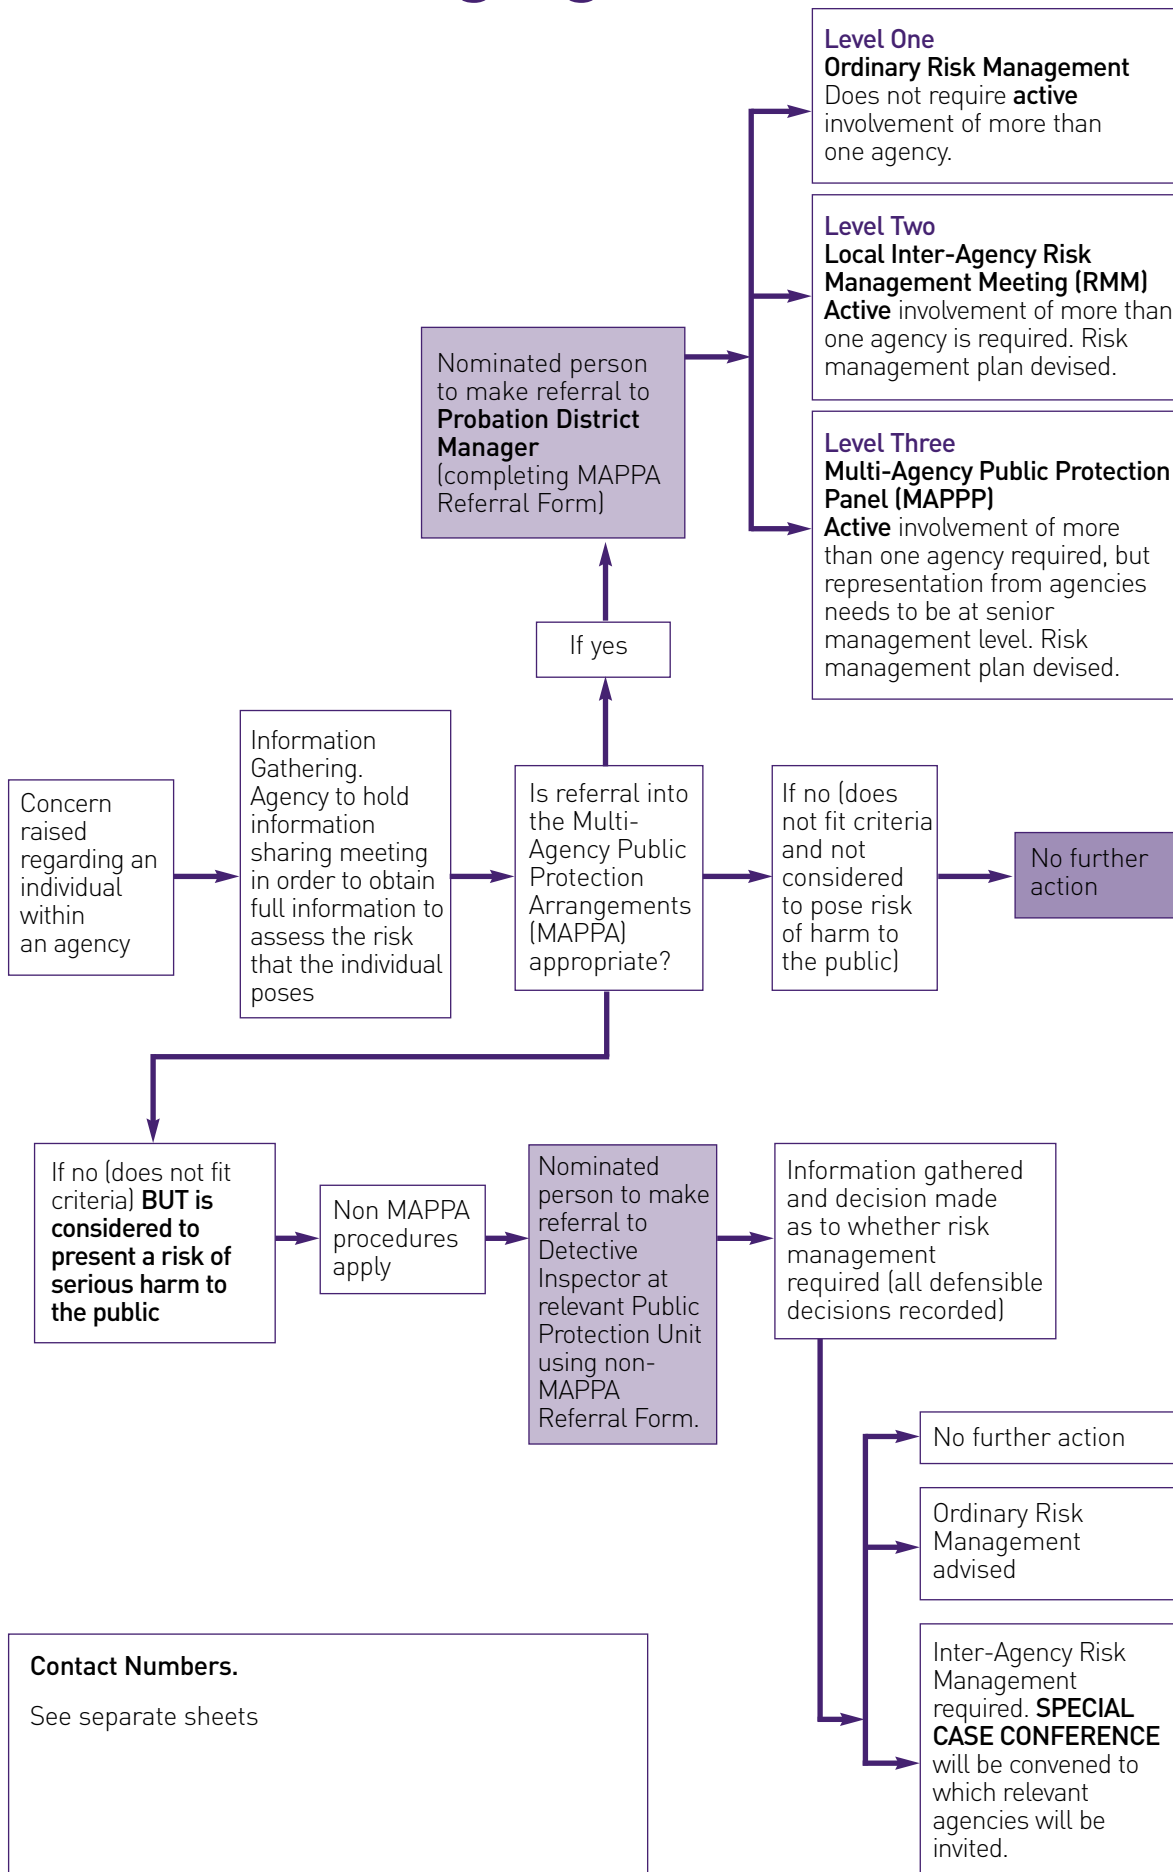 Level One
Ordinary Risk Management
Does not require active
involvement of more than
one agency.
Level Two
Local Inter-Agency Risk
Management Meeting (RMM)
Active involvement of more than
one agency is required. Risk
management plan devised.
Level Three
Multi-Agency Public Protection
Panel (MAPPP)
Active involvement of more
than one agency required, but
representation from agencies
needs to be at senior
management level. Risk
management plan devised.
Nominated person
to make referral to
Probation District
Manager
(completing MAPPA
Referral Form)
If yes
Concern
raised
regarding an
individual
within
an agency
Information
Gathering.
Agency to hold
information
sharing meeting
in order to obtain
full information to
assess the risk
that the individual
poses
Is referral into
the Multi-
Agency Public
Protection
Arrangements
(MAPPA)
appropriate?
If no (does
not fit criteria
and not
considered
to pose risk
of harm to
the public)
No further
action
If no (does not fit
criteria) BUT is
considered to
present a risk of
serious harm to
the public
Non MAPPA
procedures
apply
Nominated
person to make
referral to
Detective
Inspector at
relevant Public
Protection Unit
using non-
MAPPA
Referral Form.
Information gathered
and decision made
as to whether risk
management
required (all defensible
decisions recorded)
No further action
Ordinary Risk
Management
advised
Inter-Agency Risk
Management
required. SPECIAL
CASE CONFERENCE
will be convened to
which relevant
agencies will be
invited.
Contact Numbers.
See separate sheets